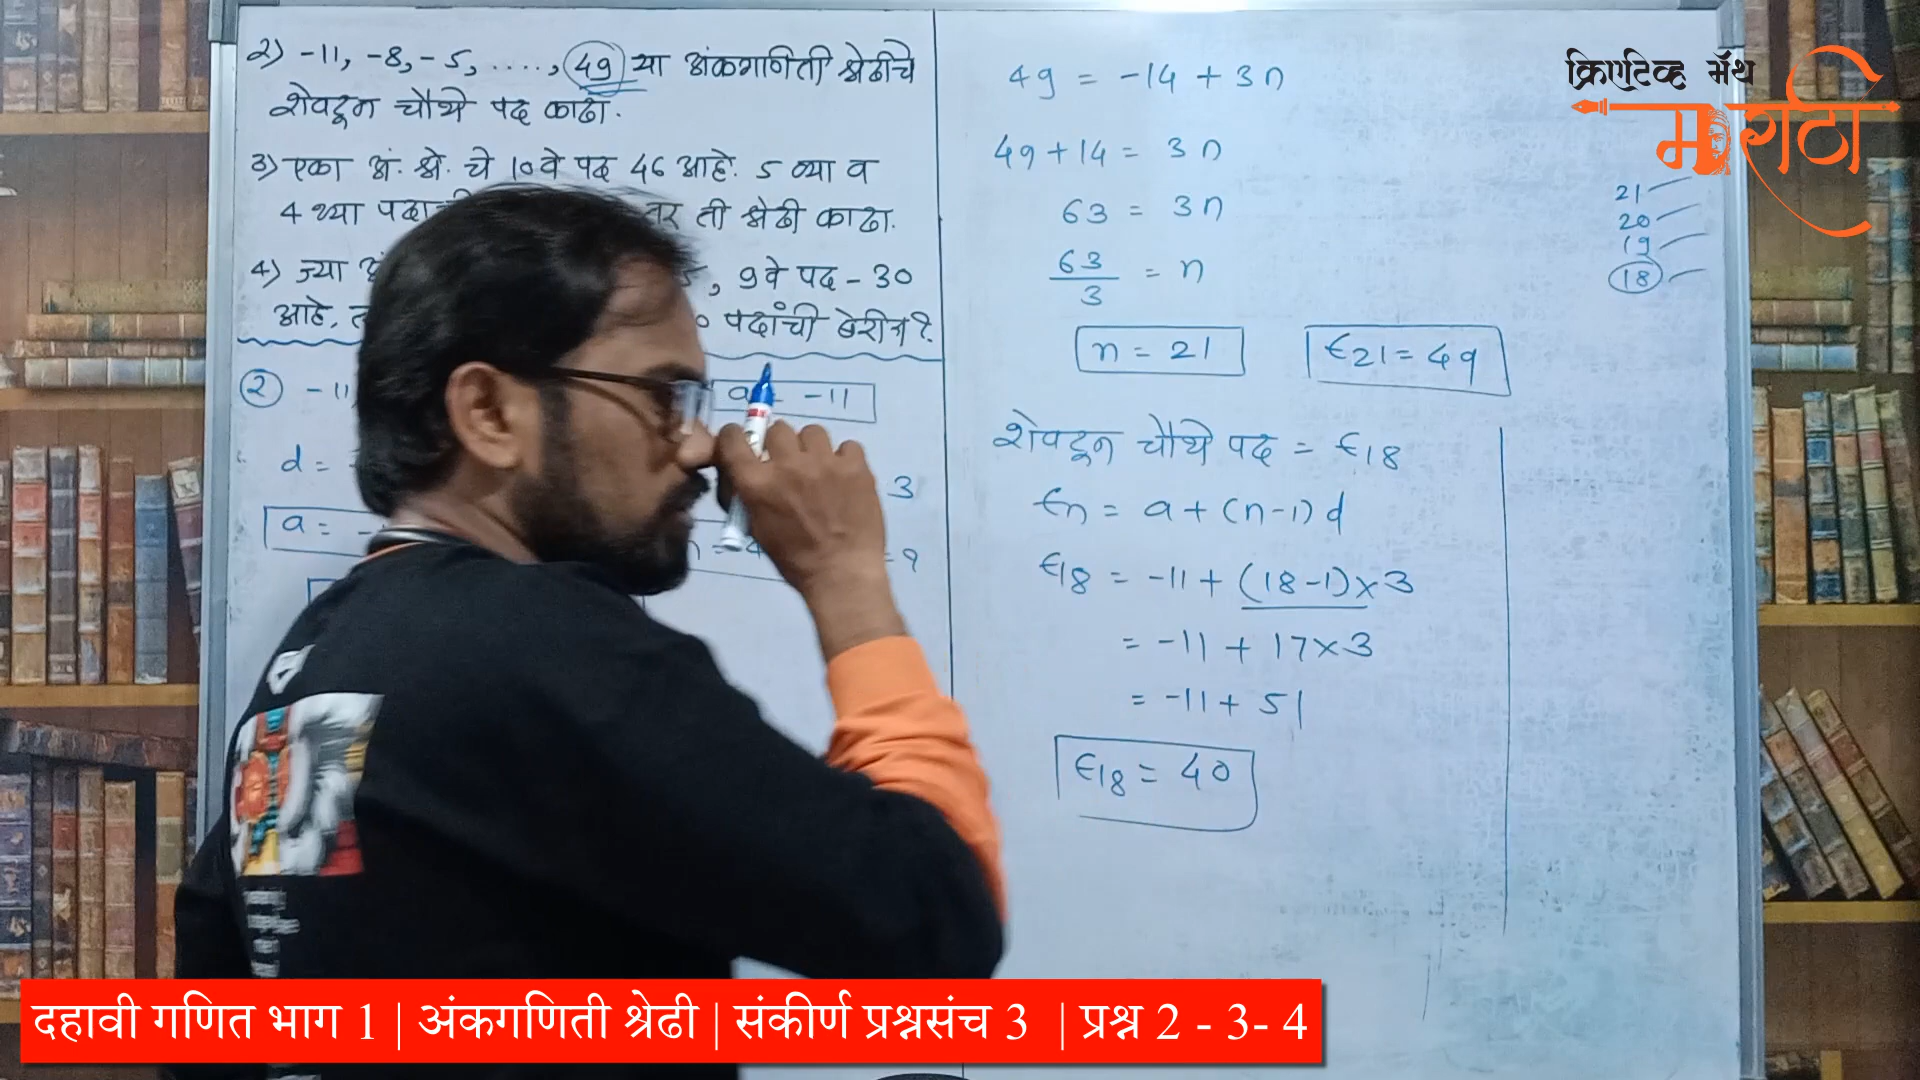 2) -11, -8, -5, ...., 49 या अंकगणिती श्रेढीचे
शेवटून चौथे पद काढा.
3) एका अं. श्रे. चे 10 वे पद 46 आहे. 5 व्या व
4 थ्या तर ती श्रेढी काढा.
4) ज्या , 9 वे पद -30
आहे, पदांची बेरीज ?
2 -11
a = -11
d =
3
a =
49 = -14 + 3n
49 + 14 = 3n
63 = 3n
63/3 = n
n = 21
t21 = 49
21
20
19
18
शेवटून चौथे पद = t18
tn = a + (n-1) d
t18 = -11 + (18-1) × 3
= -11 + 17 × 3
= -11 + 51
t18 = 40
क्रिएटिव्ह मॅथ
मराठी
दहावी गणित भाग 1 | अंकगणिती श्रेढी | संकीर्ण प्रश्नसंच 3 | प्रश्न 2 - 3- 4